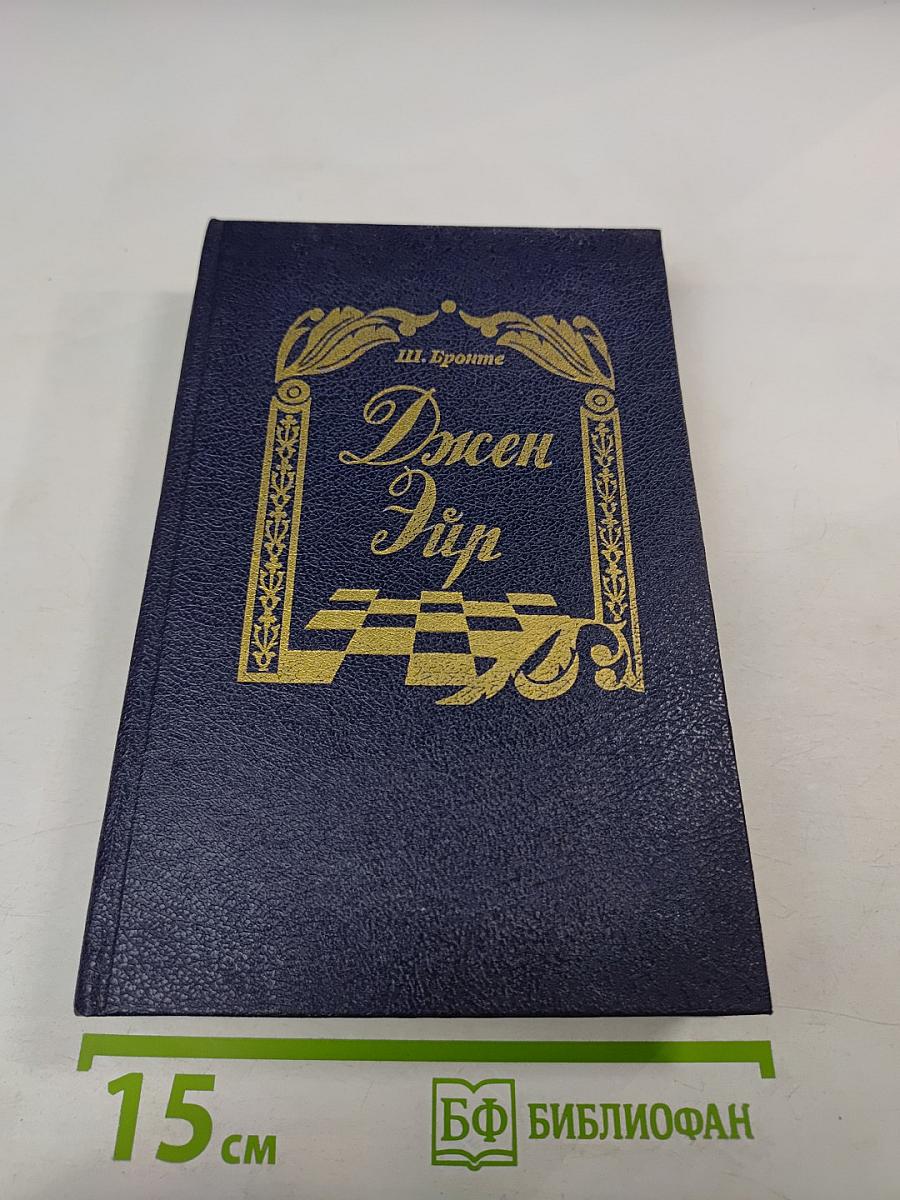 Ш. Бронте
Джен
Эйр
15 см
БФ БИБЛИОФАН